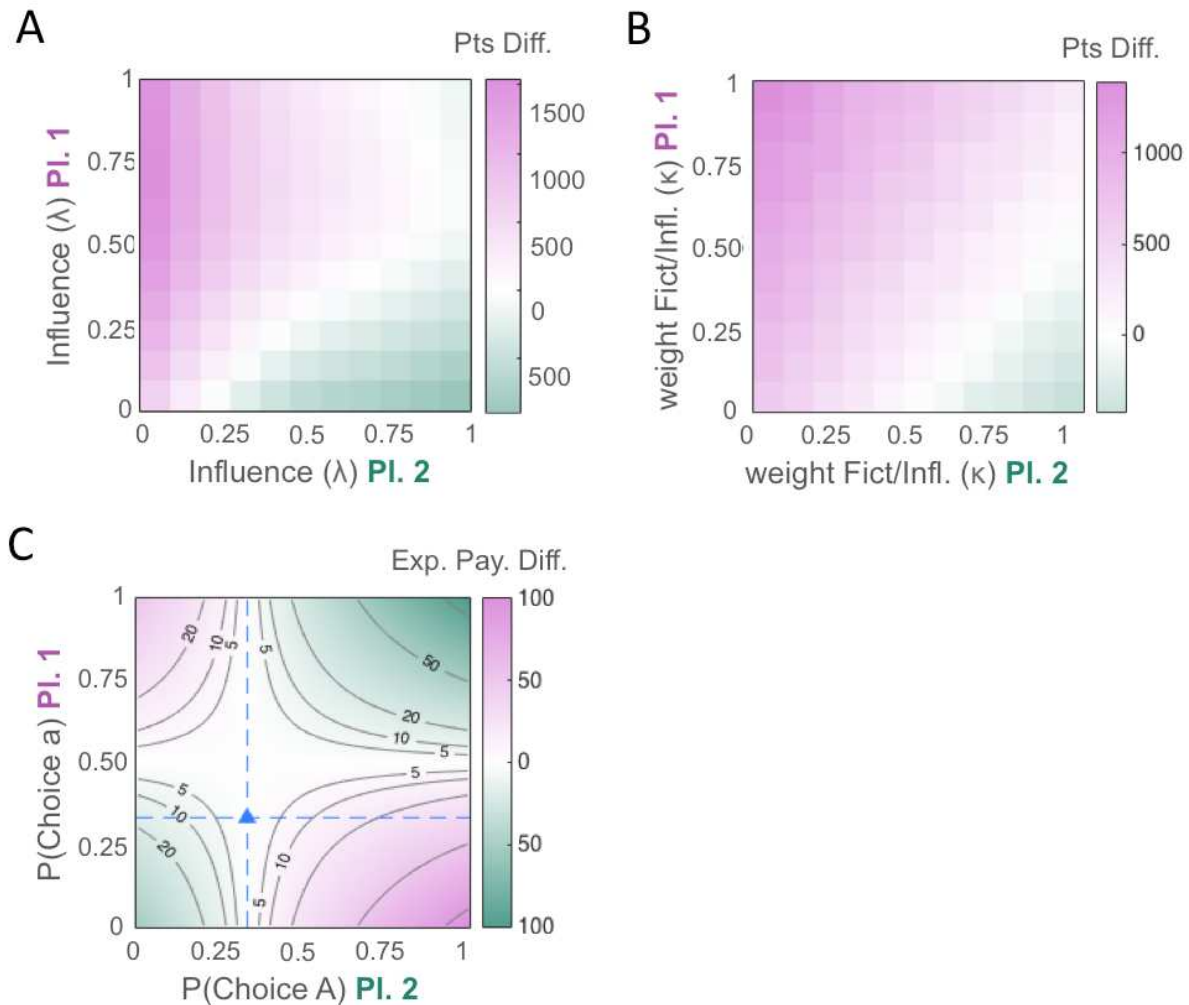 A
Pts Diff.
1
0.75
0.50
0.25
0
Influence (λ) Pl. 1
1500
1000
500
0
500
0 0.25 0.5 0.75 1
Influence (λ) Pl. 2
B
Pts Diff.
1
0.75
0.50
0.25
0
weight Fict/Infl. (κ) Pl. 1
1000
500
0
0 0.25 0.5 0.75 1
weight Fict/Infl. (κ) Pl. 2
C
Exp. Pay. Diff.
1
0.75
0.50
0.25
0
P(Choice a) Pl. 1
20 10 5 5 50
20
10
5
5
5
10
20
5
10
100
50
0
50
100
0 0.25 0.5 0.75 1
P(Choice A) Pl. 2